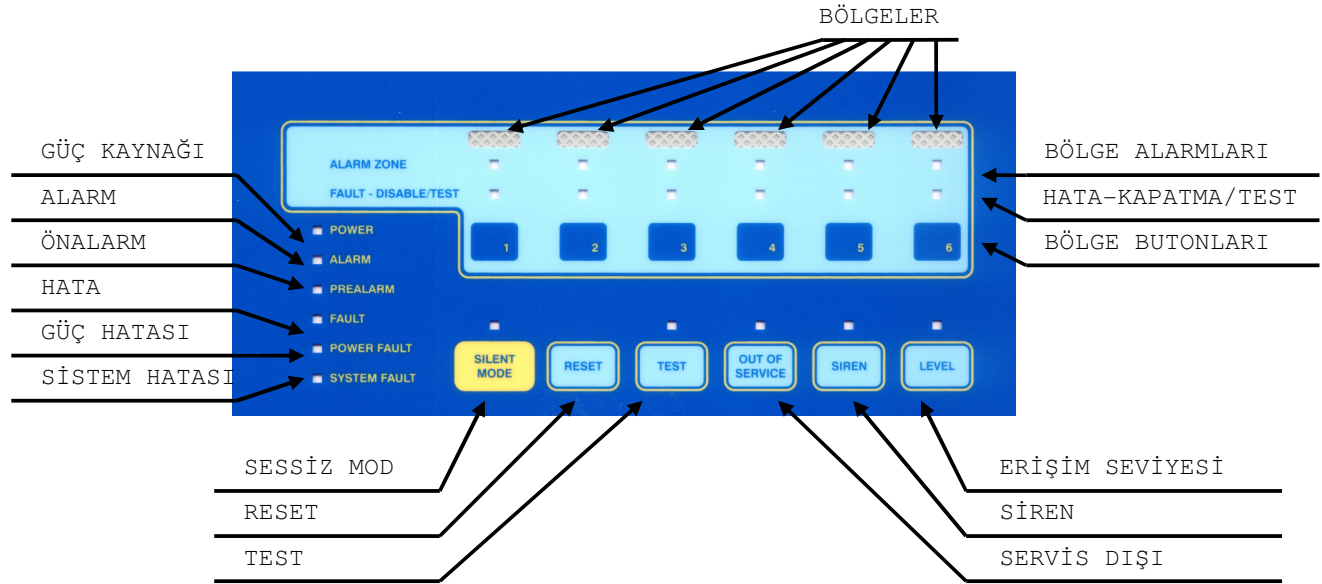 BÖLGELER
GÜÇ KAYNAĞI
ALARM
ÖNALARM
HATA
GÜÇ HATASI
SİSTEM HATASI
ALARM ZONE
FAULT - DISABLE/TEST
POWER
ALARM
PREALARM
FAULT
POWER FAULT
SYSTEM FAULT
1 2 3 4 5 6
SILENT
MODE
RESET
TEST
OUT OF
SERVICE
SIREN
LEVEL
BÖLGE ALARMLARI
HATA-KAPATMA/TEST
BÖLGE BUTONLARI
SESSİZ MOD
RESET
TEST
ERİŞİM SEVİYESİ
SİREN
SERVİS DIŞI